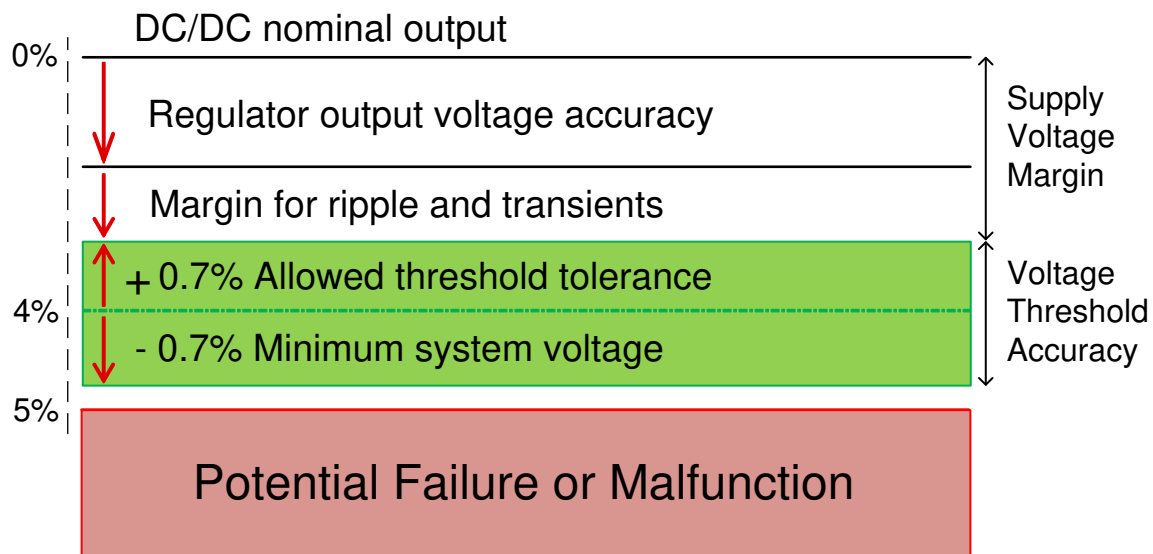 DC/DC nominal output
0%
Regulator output voltage accuracy
Supply
Voltage
Margin
Margin for ripple and transients
+ 0.7% Allowed threshold tolerance
4%
- 0.7% Minimum system voltage
Voltage
Threshold
Accuracy
5%
Potential Failure or Malfunction